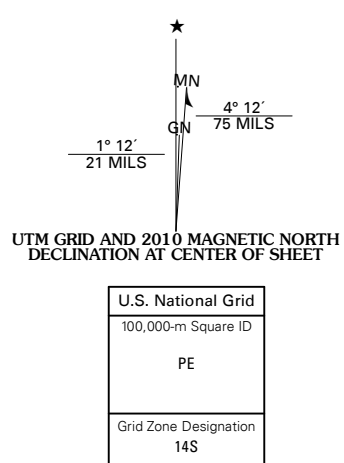 ★
MN
4° 12´
75 MILS
GN
1° 12´
21 MILS
UTM GRID AND 2010 MAGNETIC NORTH
DECLINATION AT CENTER OF SHEET
U.S. National Grid
100,000-m Square ID
PE
Grid Zone Designation
14S